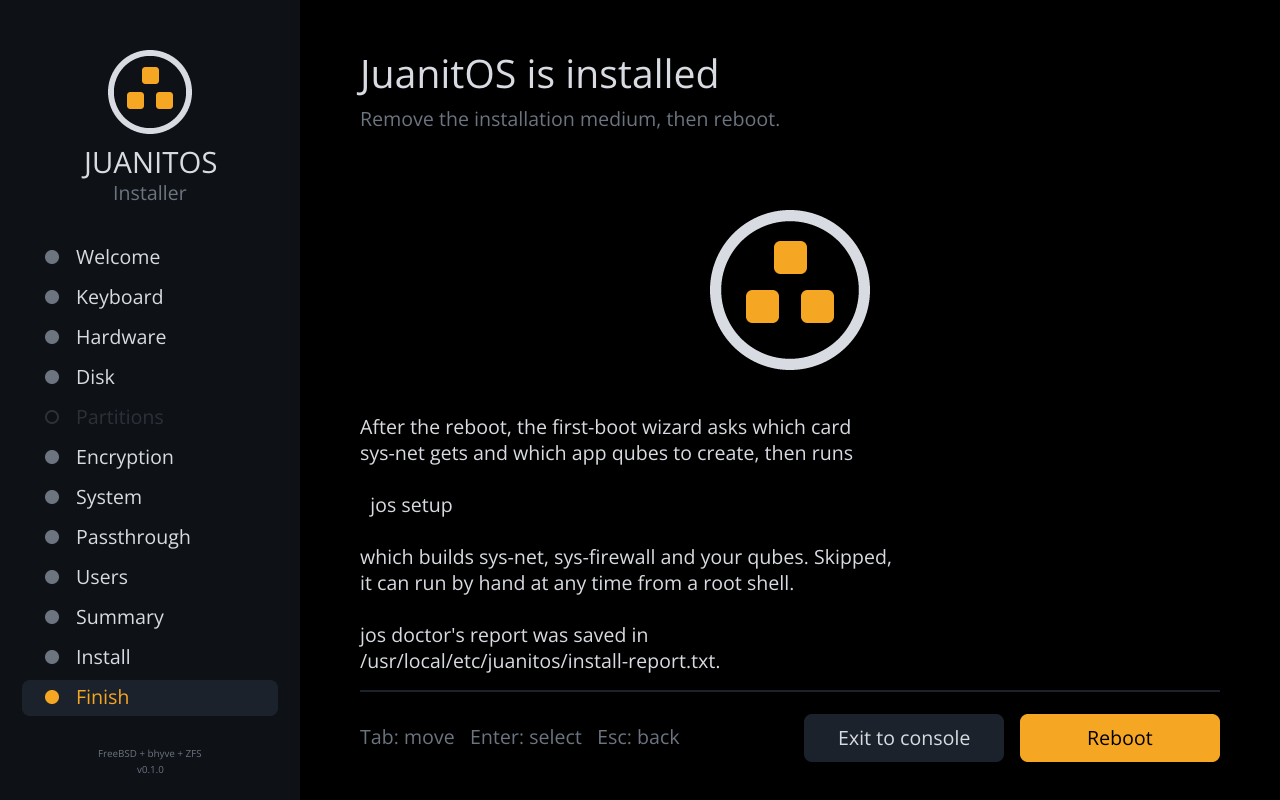 JUANITOS
Installer
Welcome
Keyboard
Hardware
Disk
Partitions
Encryption
System
Passthrough
Users
Summary
Install
Finish
FreeBSD + bhyve + ZFS
v0.1.0
JuanitOS is installed
Remove the installation medium, then reboot.
After the reboot, the first-boot wizard asks which card
sys-net gets and which app qubes to create, then runs
jos setup
which builds sys-net, sys-firewall and your qubes. Skipped,
it can run by hand at any time from a root shell.
jos doctor's report was saved in
/usr/local/etc/juanitos/install-report.txt.
Tab: move Enter: select Esc: back
Exit to console
Reboot